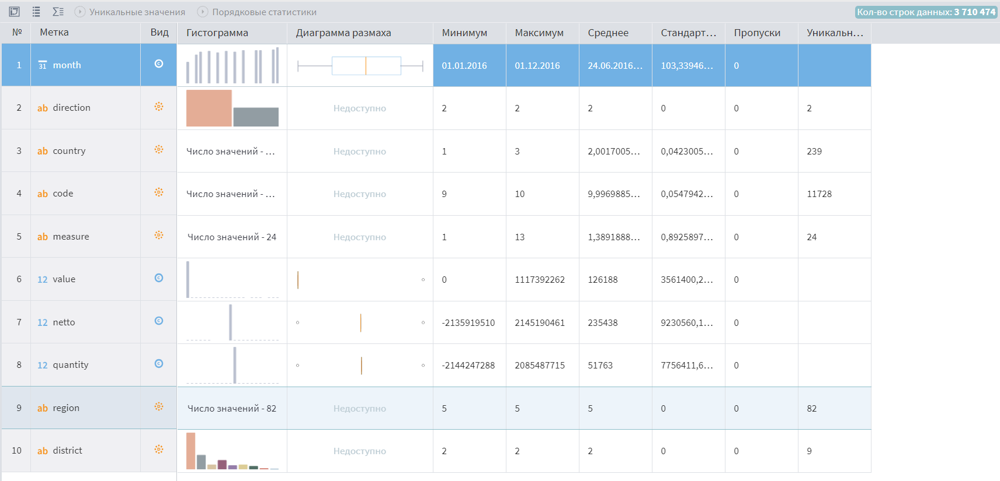 Уникальные значения Порядковые статистики Кол-во строк данных: 3 710 474
№ Метка Вид Гистограмма Диаграмма размаха Минимум Максимум Среднее Стандарт… Пропуски Уникальн…
1 31 month 01.01.2016 01.12.2016 24.06.2016… 103,33946… 0
2 ab direction Недоступно 2 2 2 0 0 2
3 ab country Число значений - … Недоступно 1 3 2,0017005… 0,0423005… 0 239
4 ab code Число значений - … Недоступно 9 10 9,9969885… 0,0547942… 0 11728
5 ab measure Число значений - 24 Недоступно 1 13 1,3891888… 0,8925897… 0 24
6 12 value 0 1117392262 126188 3561400,2… 0
7 12 netto -2135919510 2145190461 235438 9230560,1… 0
8 12 quantity -2144247288 2085487715 51763 7756411,6… 0
9 ab region Число значений - 82 Недоступно 5 5 5 0 0 82
10 ab district Недоступно 2 2 2 0 0 9